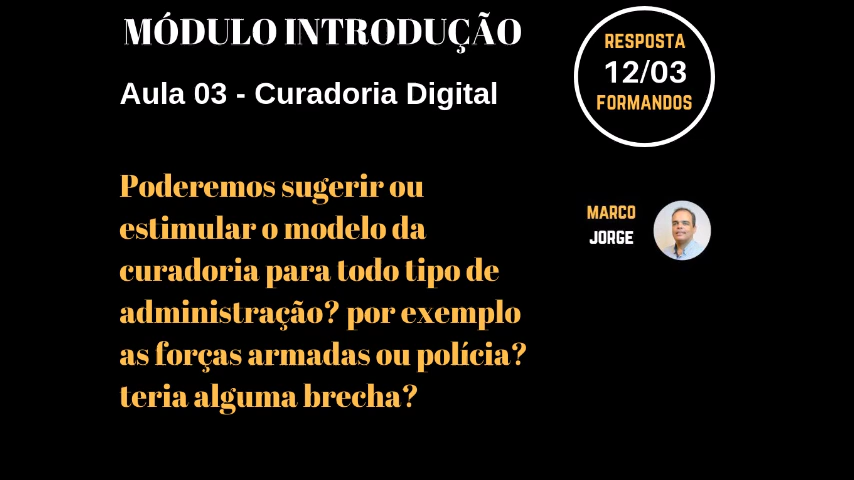 MÓDULO INTRODUÇÃO
Aula 03 - Curadoria Digital
RESPOSTA
12/03
FORMANDOS
Poderemos sugerir ou
estimular o modelo da
curadoria para todo tipo de
administração? por exemplo
as forças armadas ou polícia?
teria alguma brecha?
MARCO
JORGE